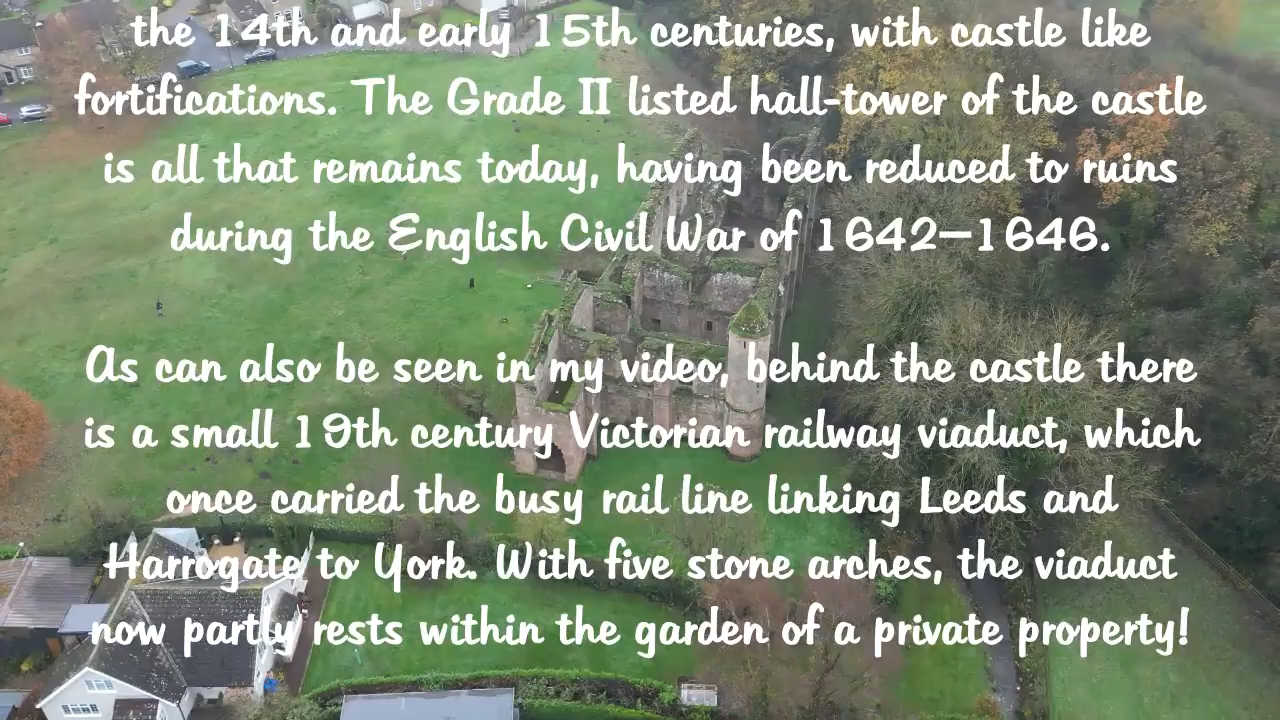 the 14th and early 15th centuries, with castle like
fortifications. The Grade II listed hall-tower of the castle
is all that remains today, having been reduced to ruins
during the English Civil War of 1642–1646.
As can also be seen in my video, behind the castle there
is a small 19th century Victorian railway viaduct, which
once carried the busy rail line linking Leeds and
Harrogate to York. With five stone arches, the viaduct
now partly rests within the garden of a private property!